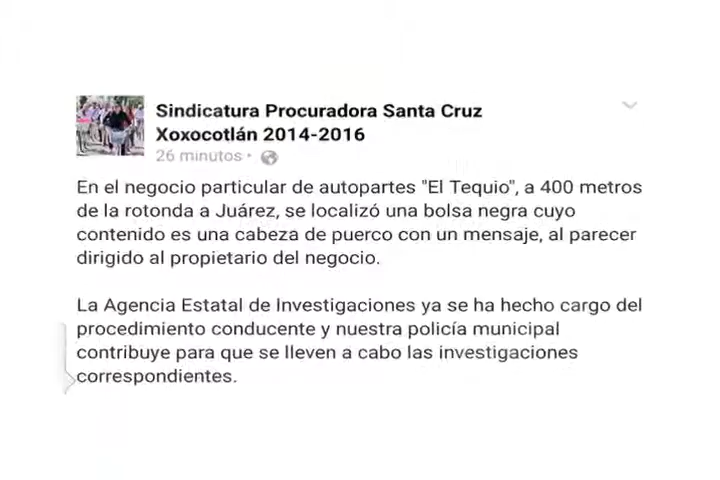 Sindicatura Procuradora Santa Cruz
Xoxocotlán 2014-2016
26 minutos ·
En el negocio particular de autopartes "El Tequio", a 400 metros
de la rotonda a Juárez, se localizó una bolsa negra cuyo
contenido es una cabeza de puerco con un mensaje, al parecer
dirigido al propietario del negocio.
La Agencia Estatal de Investigaciones ya se ha hecho cargo del
procedimiento conducente y nuestra policía municipal
contribuye para que se lleven a cabo las investigaciones
correspondientes.